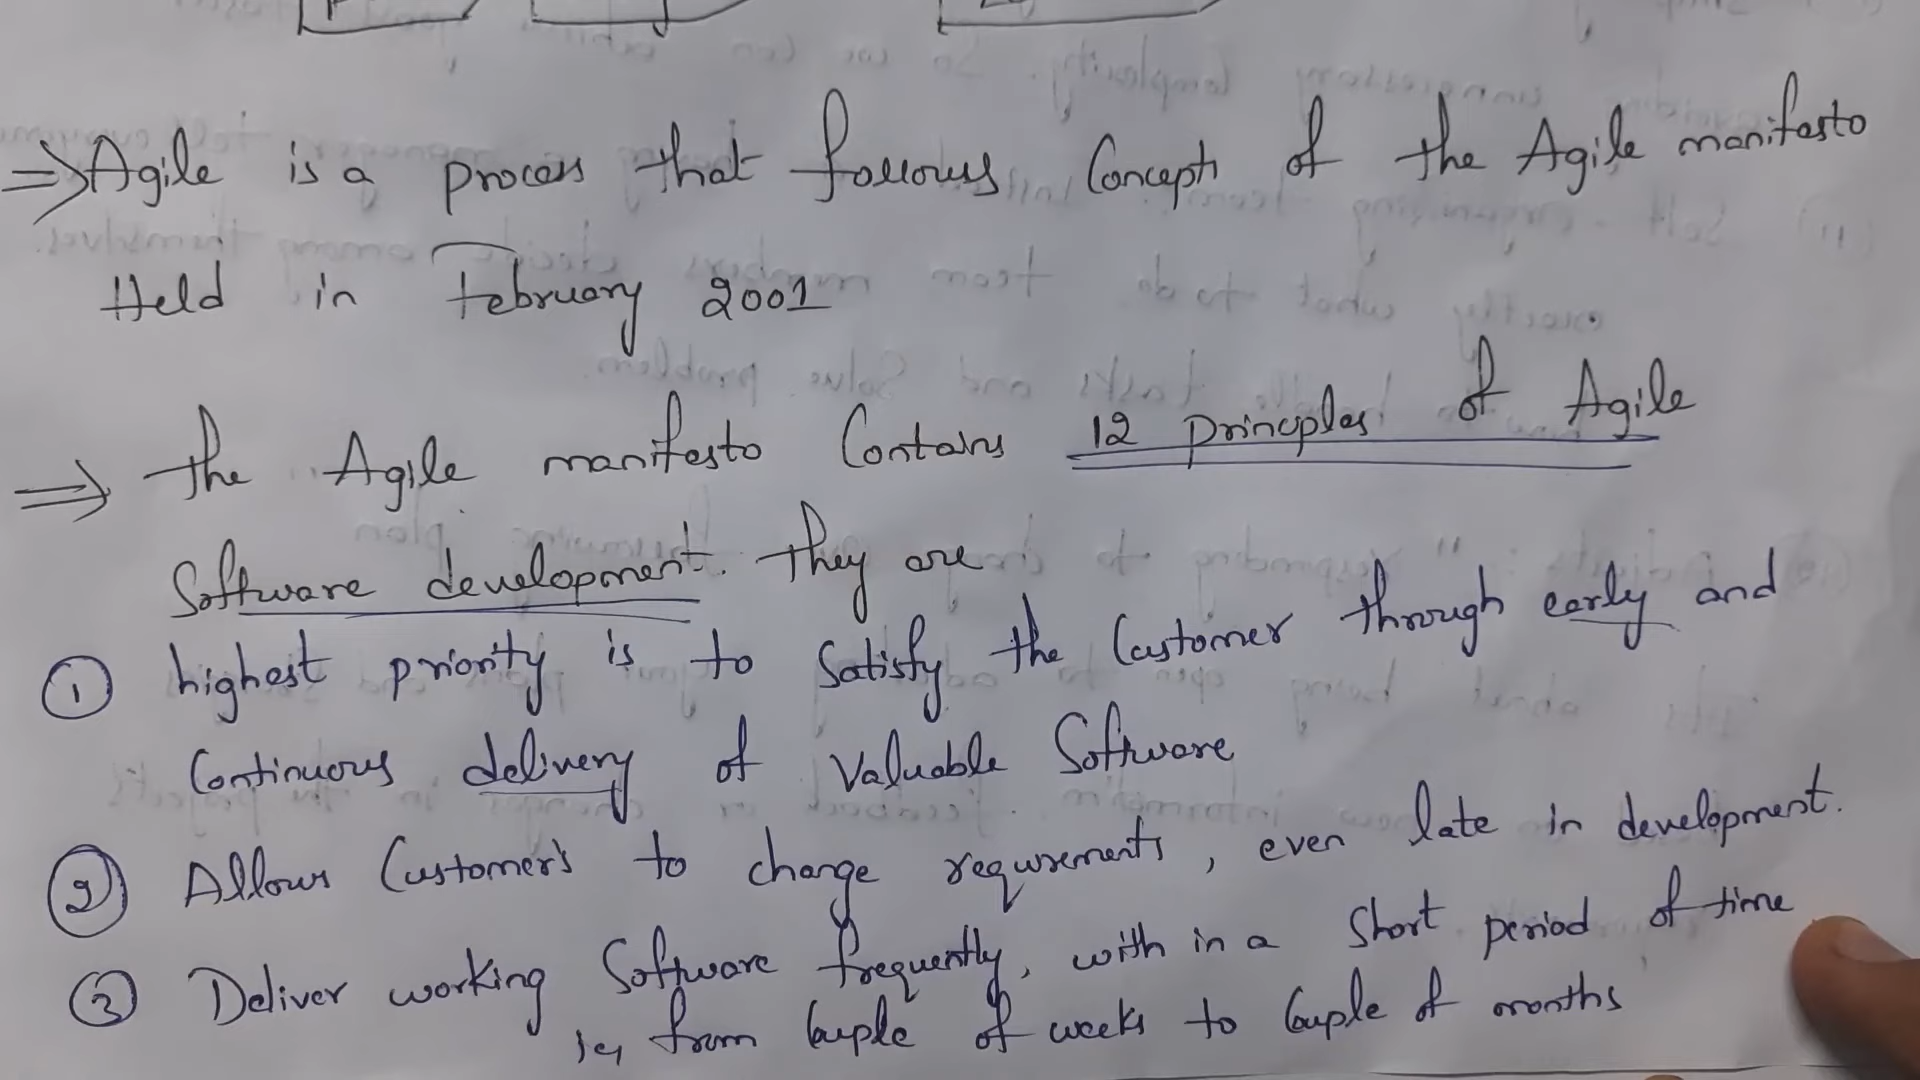 ⇒ Agile is a process that follows Concepts of the Agile manifesto
Held in February 2001
⇒ the Agile manifesto Contains 12 principles of Agile
Software development. They are
① highest priority is to satisfy the Customer through early and
Continuous delivery of Valuable Software
② Allows Customer's to change requirements, even late in development.
③ Deliver working Software frequently, with in a short period of time
ie, from Couple of weeks to Couple of months